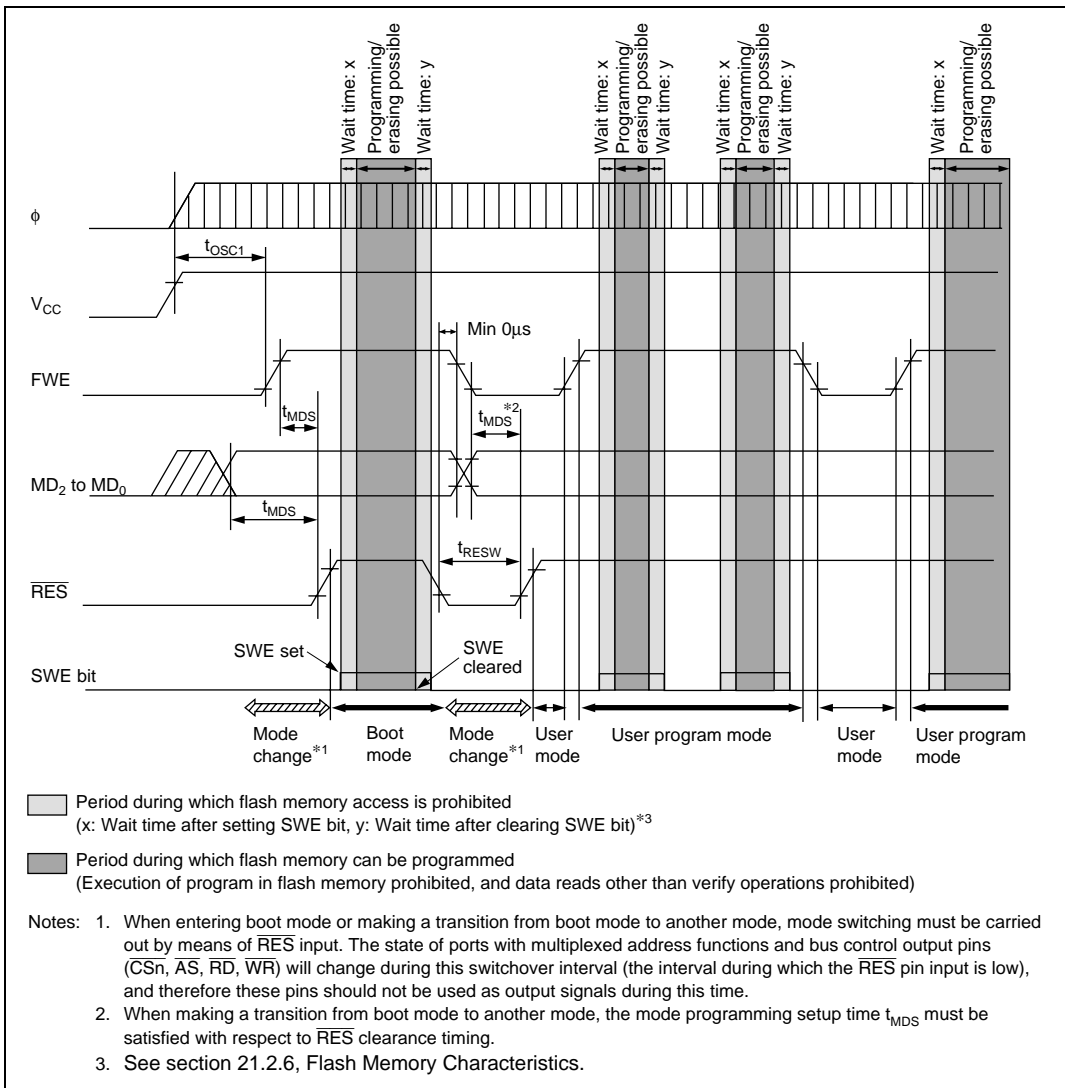 Wait time: x
Programming/
erasing possible
Wait time: y
Wait time: x
Programming/
erasing possible
Wait time: y
Wait time: x
Programming/
erasing possible
Wait time: y
Wait time: x
Programming/
erasing possible
ϕ
tOSC1
VCC
Min 0μs
FWE
tMDS
tMDS*2
MD2 to MD0
tMDS
tRESW
RES
SWE set
SWE
cleared
SWE bit
Mode
change*1
Boot
mode
Mode
change*1
User
mode
User program mode
User
mode
User program
mode
Period during which flash memory access is prohibited
(x: Wait time after setting SWE bit, y: Wait time after clearing SWE bit)*3
Period during which flash memory can be programmed
(Execution of program in flash memory prohibited, and data reads other than verify operations prohibited)
Notes: 1. When entering boot mode or making a transition from boot mode to another mode, mode switching must be carried
out by means of RES input. The state of ports with multiplexed address functions and bus control output pins
(CSn, AS, RD, WR) will change during this switchover interval (the interval during which the RES pin input is low),
and therefore these pins should not be used as output signals during this time.
2. When making a transition from boot mode to another mode, the mode programming setup time tMDS must be
satisfied with respect to RES clearance timing.
3. See section 21.2.6, Flash Memory Characteristics.